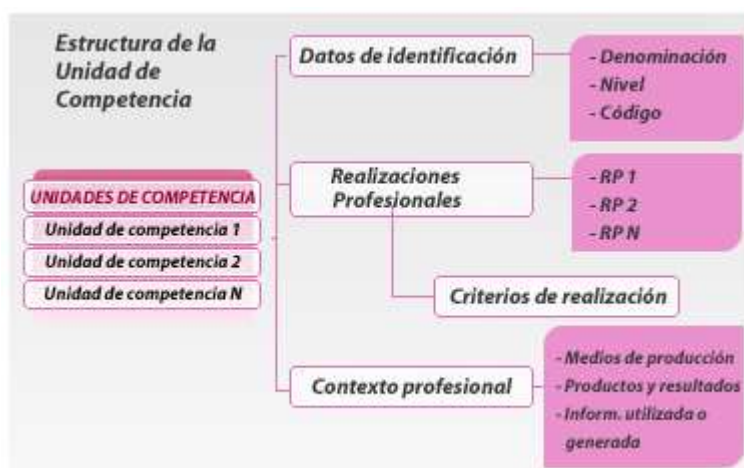 Estructura de la
Unidad de
Competencia
UNIDADES DE COMPETENCIA
Unidad de competencia 1
Unidad de competencia 2
Unidad de competencia N
Datos de identificación
- Denominación
- Nivel
- Código
Realizaciones
Profesionales
- RP 1
- RP 2
- RP N
Criterios de realización
Contexto profesional
- Medios de producción
- Productos y resultados
- Inform. utilizada o
generada